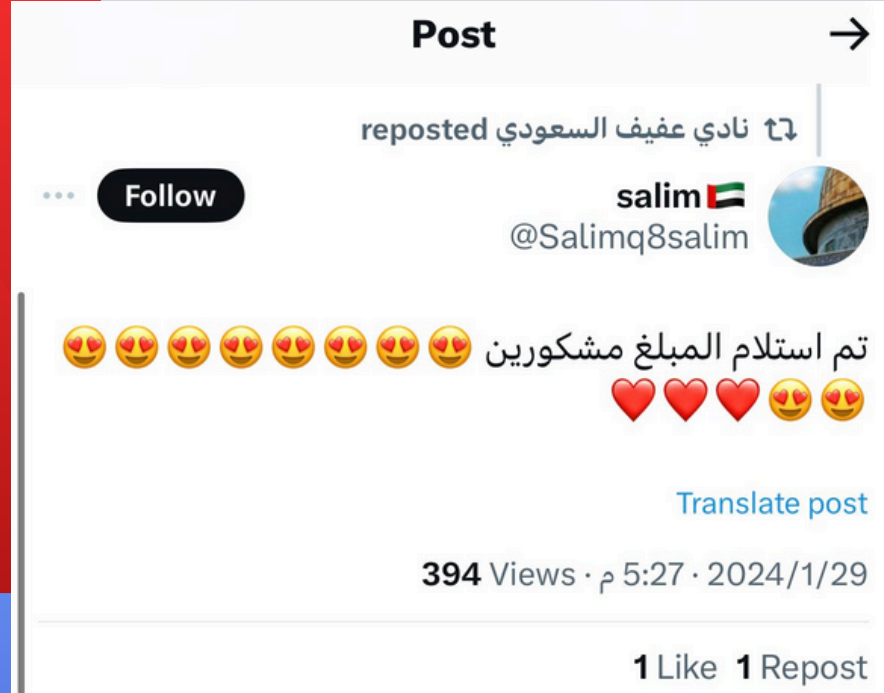 Post
نادي عفيف السعودي reposted
salim🇦🇪
Follow
@Salimq8salim
تم استلام المبلغ مشكورين 😍😍😍😍😍😍😍😍
😍😍❤️❤️❤️
Translate post
2024/1/29 · 5:27 م · 394 Views
1 Like 1 Repost